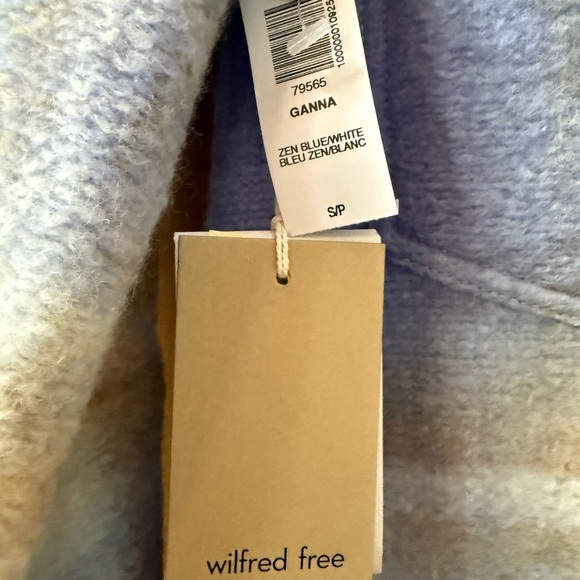 79565
GANNA
ZEN BLUE/WHITE
BLEU ZEN/BLANC
S/P
wilfred free